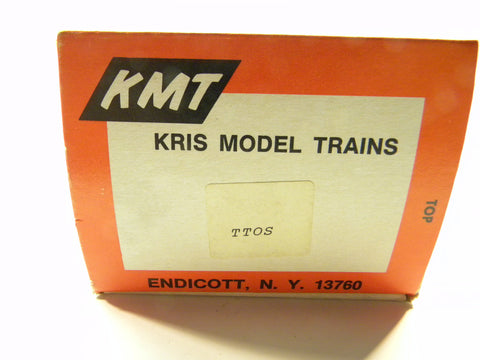 KMT
KRIS MODEL TRAINS
TTOS
TOP
ENDICOTT, N. Y. 13760